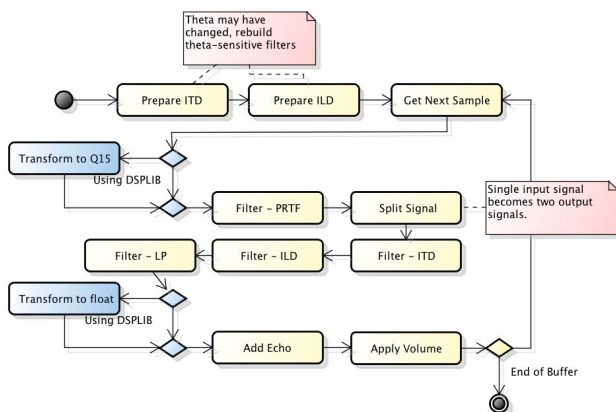 Theta may have
changed, rebuild
theta-sensitive filters
Prepare ITD
Prepare ILD
Get Next Sample
Transform to Q15
Using DSPLIB
Filter - PRTF
Split Signal
Single input signal
becomes two output
signals.
Filter - LP
Filter - ILD
Filter - ITD
Transform to float
Using DSPLIB
Add Echo
Apply Volume
End of Buffer